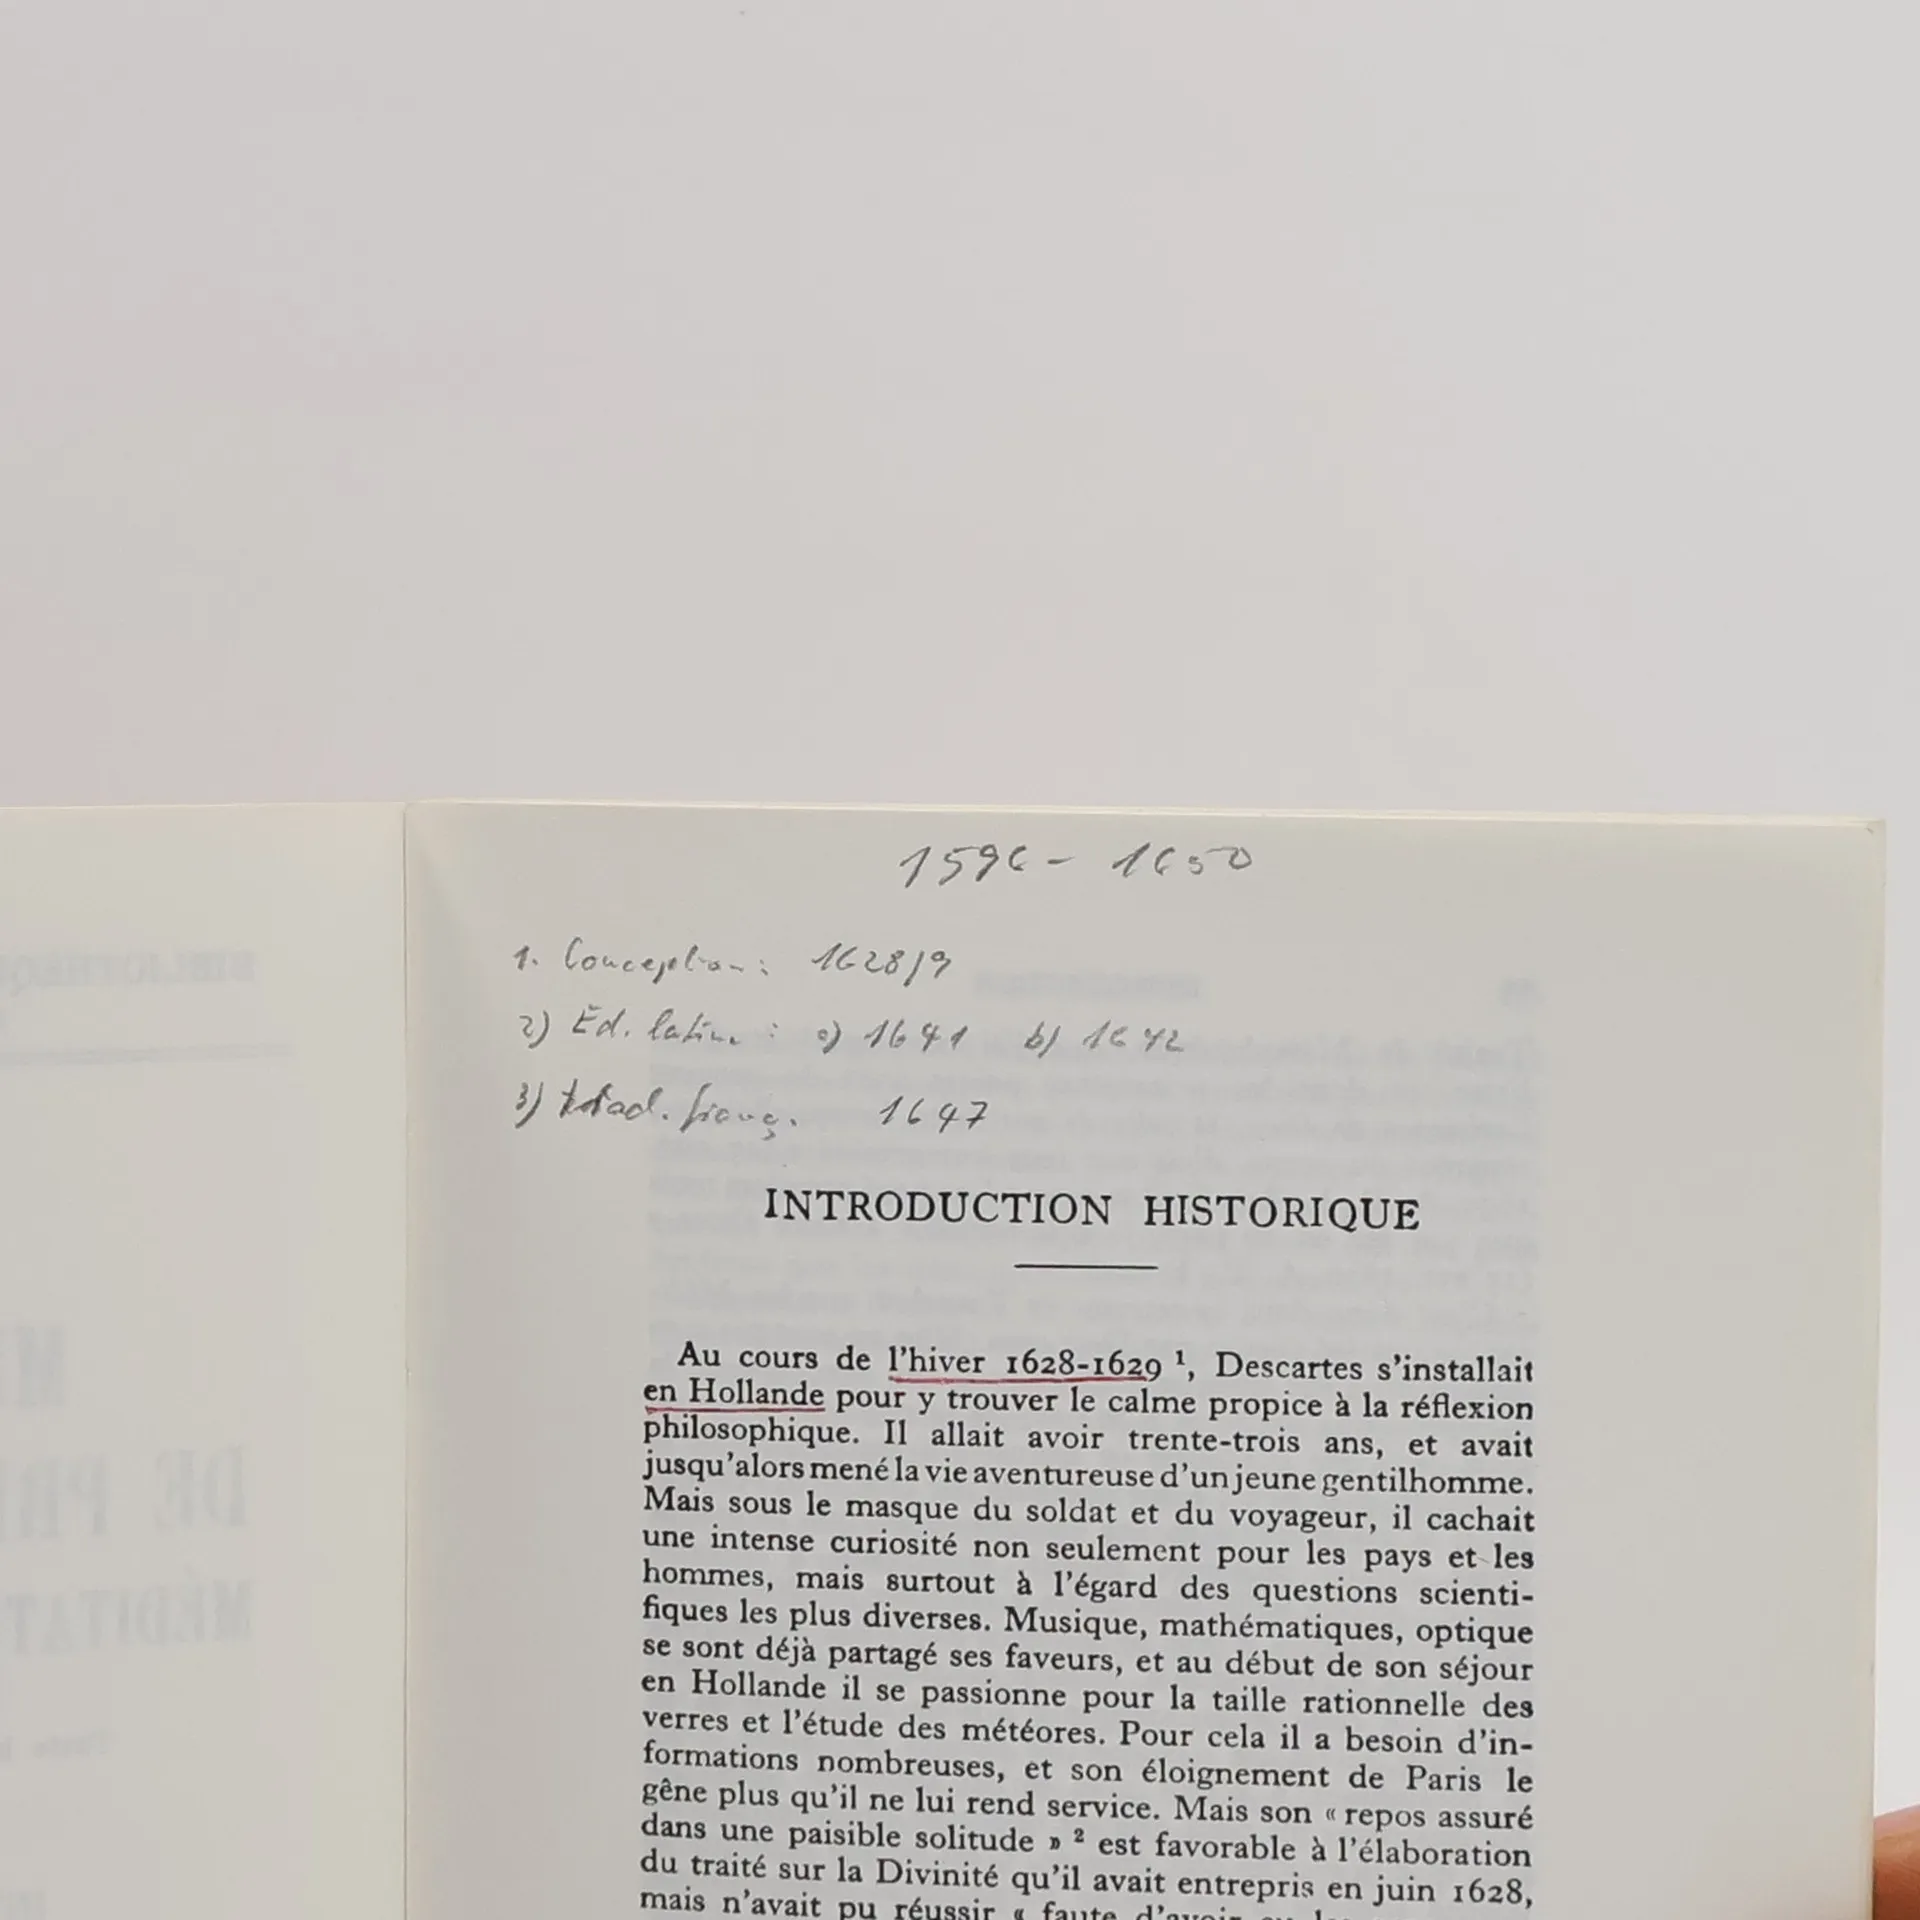 1596 - 1650
1. Conception: 1628/9
2) Éd. latin. : a) 1641 b) 1642
3) trad. franç. 1647
INTRODUCTION HISTORIQUE
Au cours de l'hiver 1628-1629 ¹, Descartes s'installait
en Hollande pour y trouver le calme propice à la réflexion
philosophique. Il allait avoir trente-trois ans, et avait
jusqu'alors mené la vie aventureuse d'un jeune gentilhomme.
Mais sous le masque du soldat et du voyageur, il cachait
une intense curiosité non seulement pour les pays et les
hommes, mais surtout à l'égard des questions scienti-
fiques les plus diverses. Musique, mathématiques, optique
se sont déjà partagé ses faveurs, et au début de son séjour
en Hollande il se passionne pour la taille rationnelle des
verres et l'étude des météores. Pour cela il a besoin d'in-
formations nombreuses, et son éloignement de Paris le
gêne plus qu'il ne lui rend service. Mais son « repos assuré
dans une paisible solitude » ² est favorable à l'élaboration
du traité sur la Divinité qu'il avait entrepris en juin 1628,
mais n'avait pu réussir « faute d'avoir